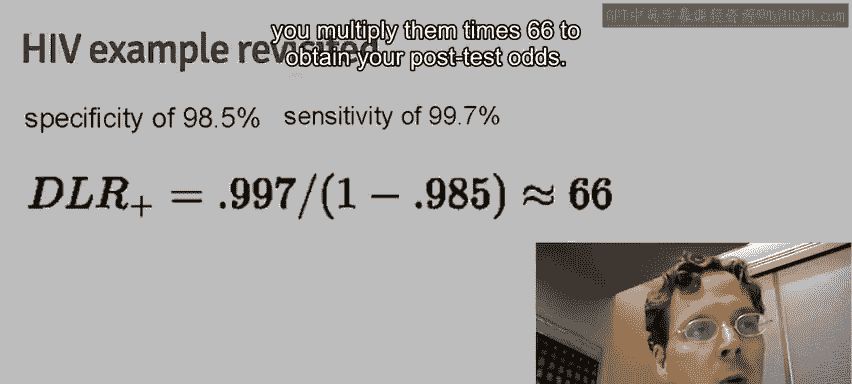 you multiply them times 66 to
HIV example revisited
obtain your post-test odds.
specificity of 98.5% sensitivity of 99.7%
DLR₊ = .997/(1 − .985) ≈ 66